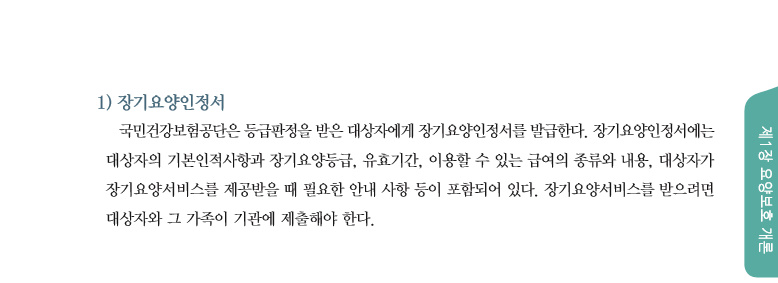 1) 장기요양인정서
국민건강보험공단은 등급판정을 받은 대상자에게 장기요양인정서를 발급한다. 장기요양인정서에는
대상자의 기본인적사항과 장기요양등급, 유효기간, 이용할 수 있는 급여의 종류와 내용, 대상자가
장기요양서비스를 제공받을 때 필요한 안내 사항 등이 포함되어 있다. 장기요양서비스를 받으려면
대상자와 그 가족이 기관에 제출해야 한다.
제1장 요양보호 개론